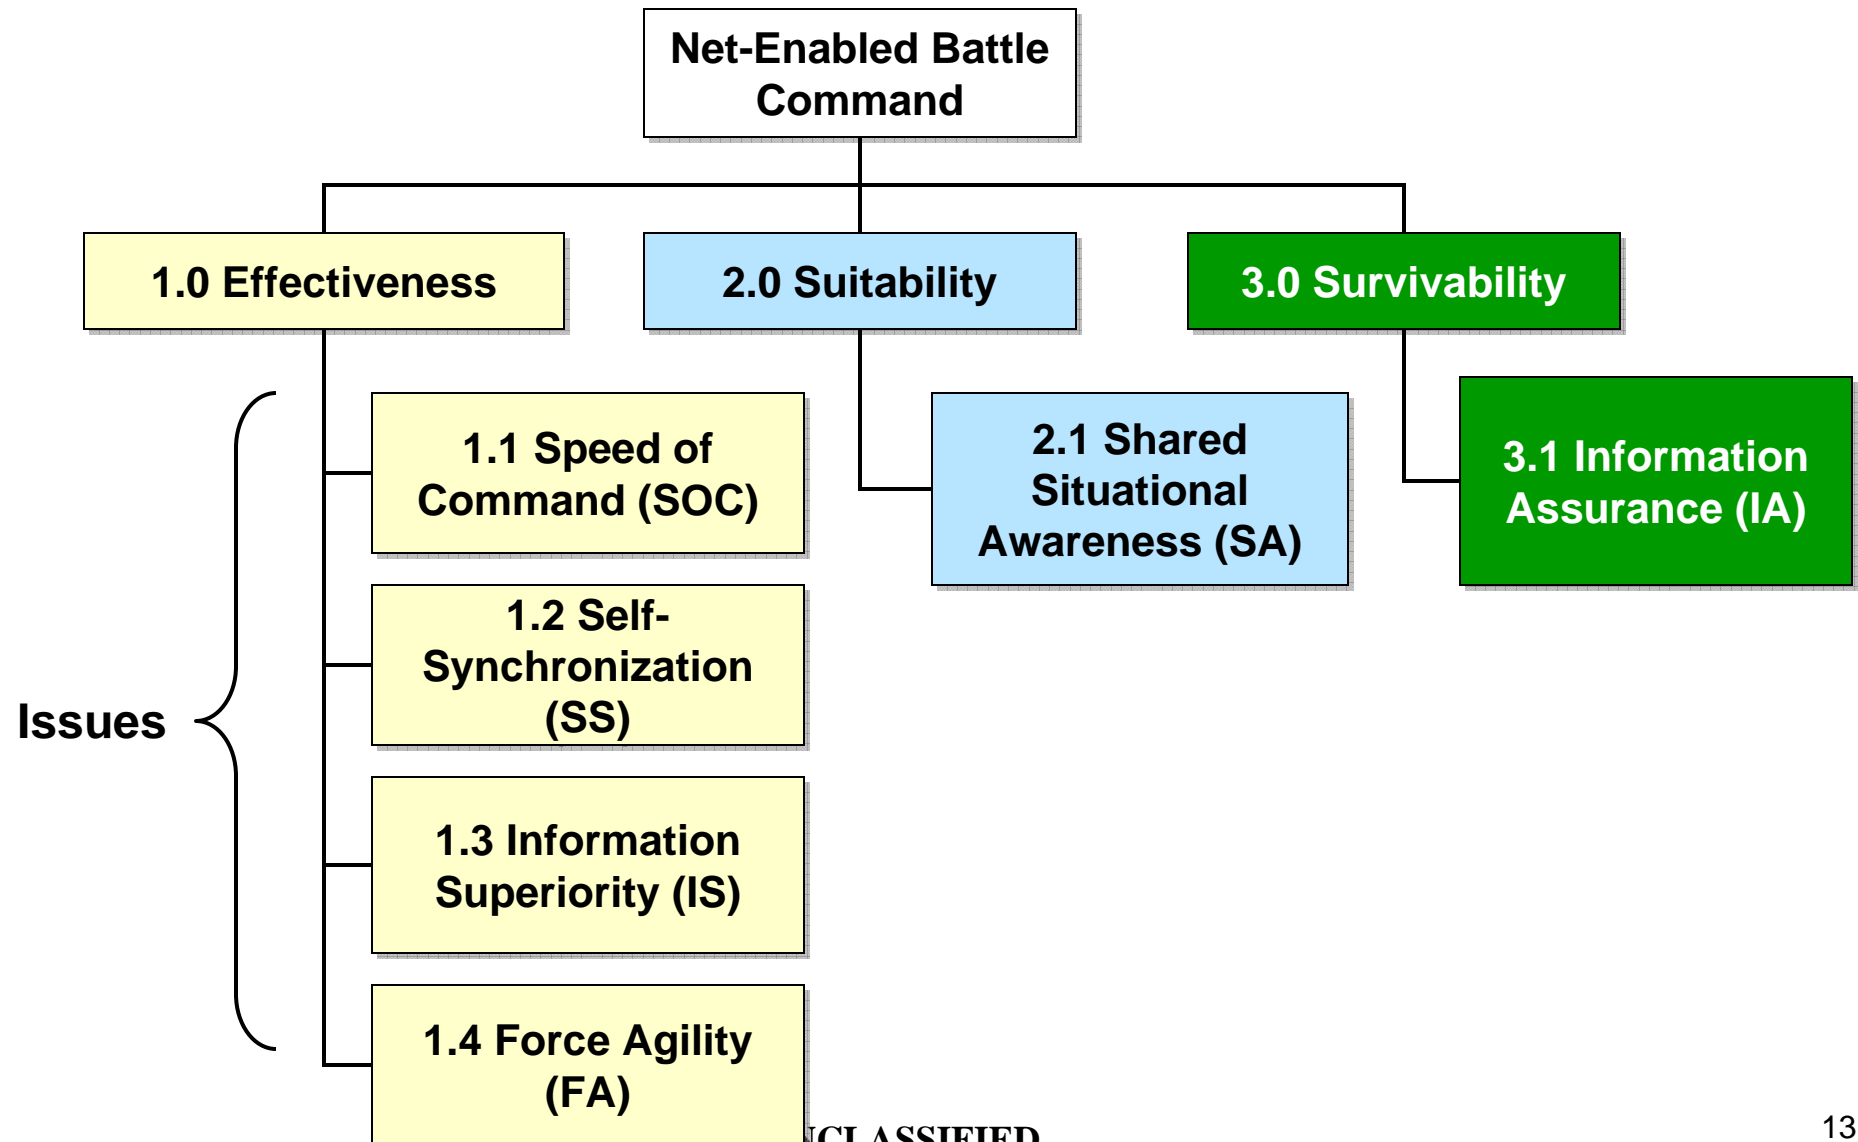 Net-Enabled Battle
Command
1.0 Effectiveness
2.0 Suitability
3.0 Survivability
1.1 Speed of
Command (SOC)
2.1 Shared
Situational
Awareness (SA)
3.1 Information
Assurance (IA)
1.2 Self-
Synchronization
(SS)
Issues
1.3 Information
Superiority (IS)
1.4 Force Agility
(FA)
13